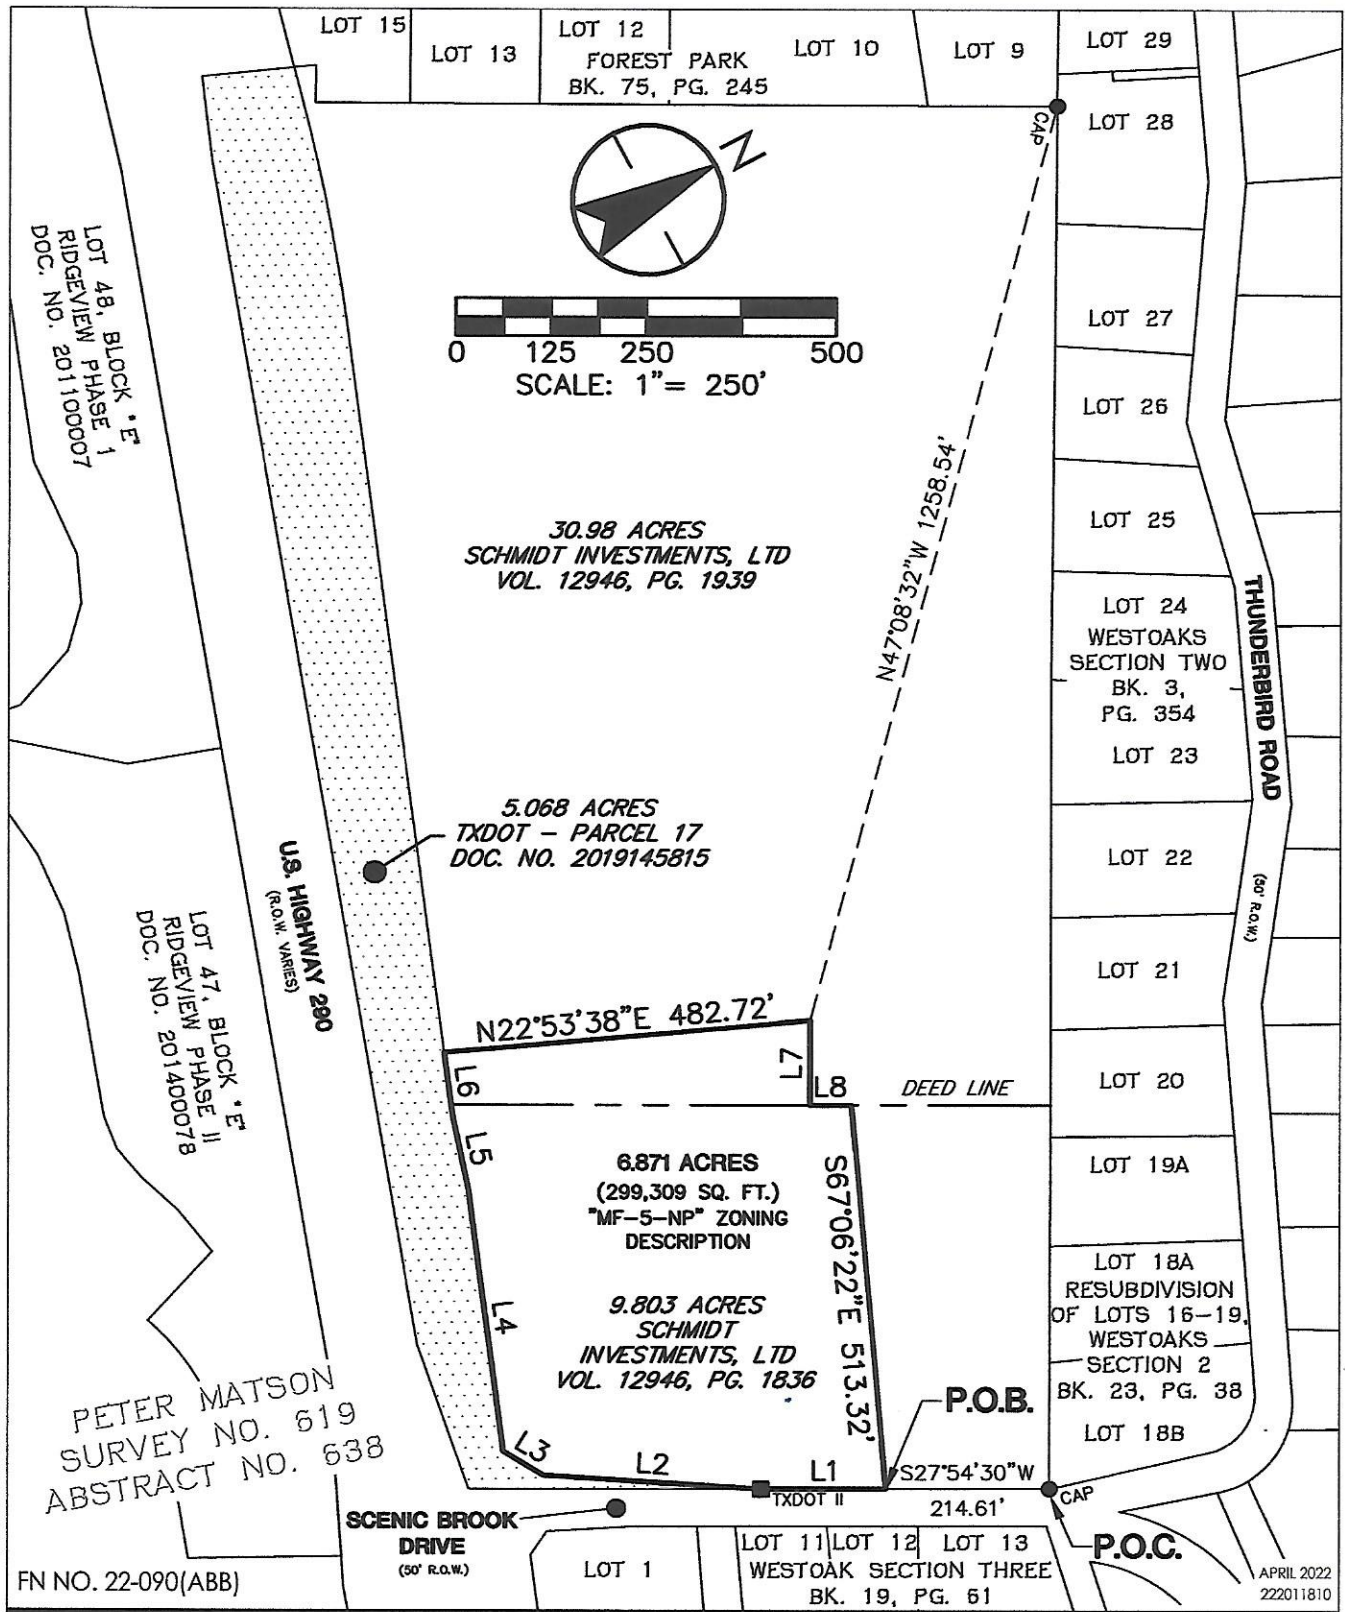 LOT 15
LOT 13
LOT 12
LOT 10
LOT 9
FOREST PARK
BK. 75, PG. 245
LOT 29
LOT 28
CAP
N
0 125 250 500
SCALE: 1"= 250'
LOT 48, BLOCK "E"
RIDGEVIEW PHASE 1
DOC. NO. 201100007
LOT 27
LOT 26
LOT 25
N47°08'32"W 1258.54'
30.98 ACRES
SCHMIDT INVESTMENTS, LTD
VOL. 12946, PG. 1939
LOT 24
WESTOAKS
SECTION TWO
BK. 3,
PG. 354
LOT 23
THUNDERBIRD ROAD
(50' R.O.W.)
5.068 ACRES
TXDOT – PARCEL 17
DOC. NO. 2019145815
U.S. HIGHWAY 290
(R.O.W. VARIES)
LOT 47, BLOCK "E"
RIDGEVIEW PHASE II
DOC. NO. 201400078
LOT 22
LOT 21
LOT 20
LOT 19A
N22°53'38"E 482.72'
L7
L8
L6
DEED LINE
L5
6.871 ACRES
(299,309 SQ. FT.)
"MF–5–NP" ZONING
DESCRIPTION
S67°06'22"E 513.32'
L4
9.803 ACRES
SCHMIDT
INVESTMENTS, LTD
VOL. 12946, PG. 1836
LOT 18A
RESUBDIVISION
OF LOTS 16–19,
WESTOAKS
SECTION 2
BK. 23, PG. 38
LOT 18B
P.O.B.
PETER MATSON
SURVEY NO. 619
ABSTRACT NO. 638
L3
L2
L1
S27°54'30"W
214.61'
TXDOT II
CAP
P.O.C.
SCENIC BROOK
DRIVE
(50' R.O.W.)
LOT 1
LOT 11
LOT 12
LOT 13
WESTOAK SECTION THREE
BK. 19, PG. 61
FN NO. 22-090(ABB)
APRIL 2022
222011810